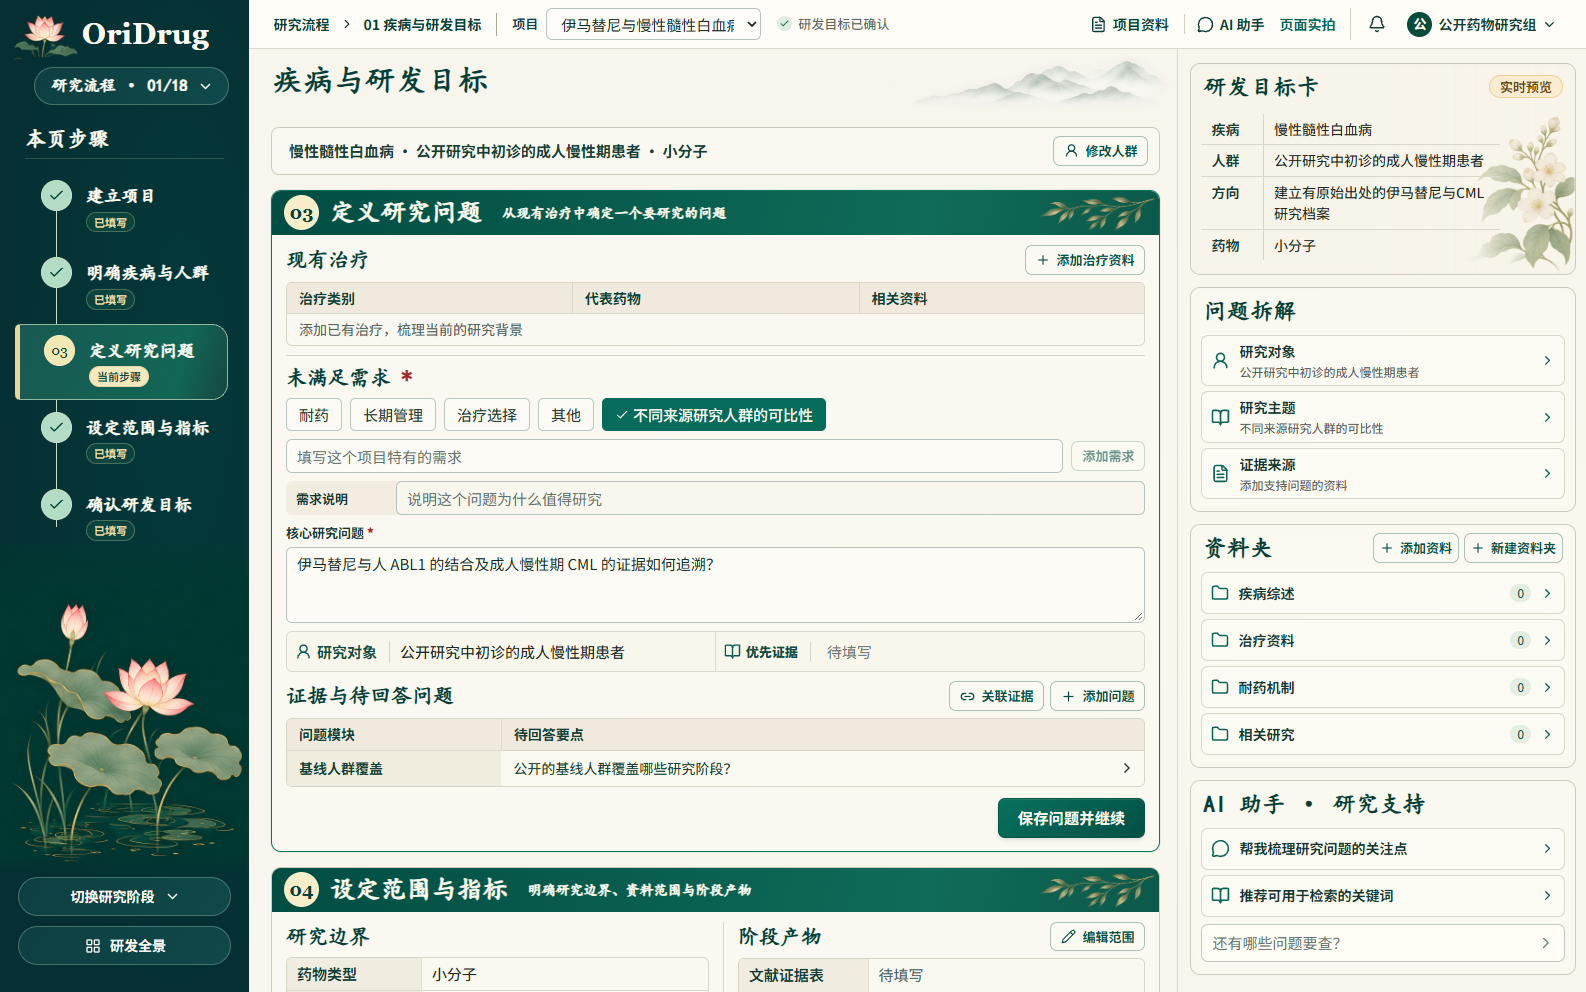 OriDrug
研究流程 • 01/18
本页步骤
建立项目
已填写
明确疾病与人群
已填写
03 定义研究问题
当前步骤
设定范围与指标
已填写
确认研发目标
已填写
切换研究阶段
研发全景
研究流程 > 01 疾病与研发目标
项目 伊马替尼与慢性髓性白血病
研发目标已确认
项目资料
AI 助手
页面实拍
公 公开药物研究组
疾病与研发目标
慢性髓性白血病 • 公开研究中初诊的成人慢性期患者 • 小分子
修改人群
03 定义研究问题 从现有治疗中确定一个要研究的问题
现有治疗
+ 添加治疗资料
治疗类别 代表药物 相关资料
添加已有治疗，梳理当前的研究背景
未满足需求 *
耐药 长期管理 治疗选择 其他 ✓ 不同来源研究人群的可比性
填写这个项目特有的需求 添加需求
需求说明 说明这个问题为什么值得研究
核心研究问题 *
伊马替尼与人 ABL1 的结合及成人慢性期 CML 的证据如何追溯？
研究对象 公开研究中初诊的成人慢性期患者 优先证据 待填写
证据与待回答问题
关联证据 + 添加问题
问题模块 待回答要点
基线人群覆盖 公开的基线人群覆盖哪些研究阶段？
保存问题并继续
04 设定范围与指标 明确研究边界、资料范围与阶段产物
研究边界
药物类型 小分子
阶段产物 编辑范围
文献证据表 待填写
研发目标卡 实时预览
疾病 慢性髓性白血病
人群 公开研究中初诊的成人慢性期患者
方向 建立有原始出处的伊马替尼与CML
研究档案
药物 小分子
问题拆解
研究对象
公开研究中初诊的成人慢性期患者
研究主题
不同来源研究人群的可比性
证据来源
添加支持问题的资料
资料夹 + 添加资料 + 新建资料夹
疾病综述 0
治疗资料 0
耐药机制 0
相关研究 0
AI 助手 • 研究支持
帮我梳理研究问题的关注点
推荐可用于检索的关键词
还有哪些问题要查？